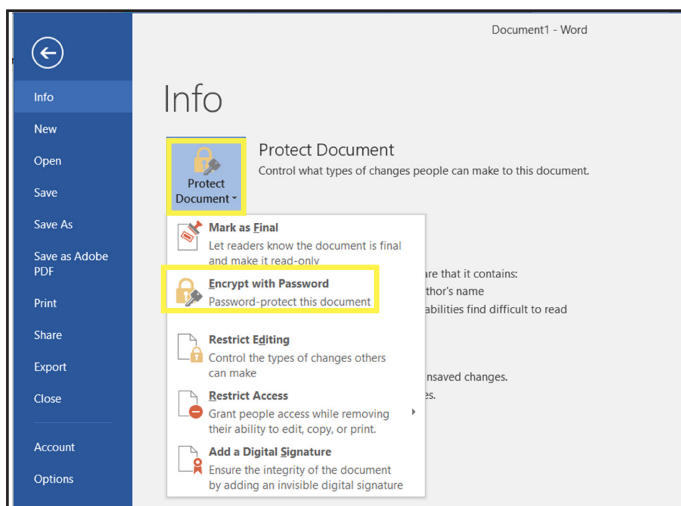 Document1 - Word
Info
New
Open
Save
Save As
Save as Adobe
PDF
Print
Share
Export
Close
Account
Options
Info
Protect
Document
Protect Document
Control what types of changes people can make to this document.
Mark as Final
Let readers know the document is final
and make it read-only
Encrypt with Password
Password-protect this document
Restrict Editing
Control the types of changes others
can make
Restrict Access
Grant people access while removing
their ability to edit, copy, or print.
Add a Digital Signature
Ensure the integrity of the document
by adding an invisible digital signature
are that it contains:
thor's name
abilities find difficult to read
nsaved changes.
es.